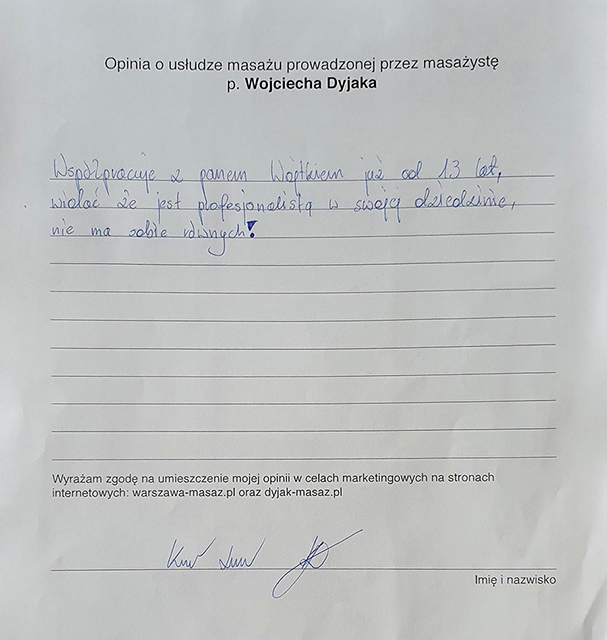 Opinia o usłudze masażu prowadzonej przez masażystę
p. Wojciecha Dyjaka
Współpracuję z panem Wojtkiem już od 13 lat,
widać że jest profesjonalistą w swojej dziedzinie,
nie ma sobie równych!
Wyrażam zgodę na umieszczenie mojej opinii w celach marketingowych na stronach
internetowych: warszawa-masaz.pl oraz dyjak-masaz.pl
Imię i nazwisko